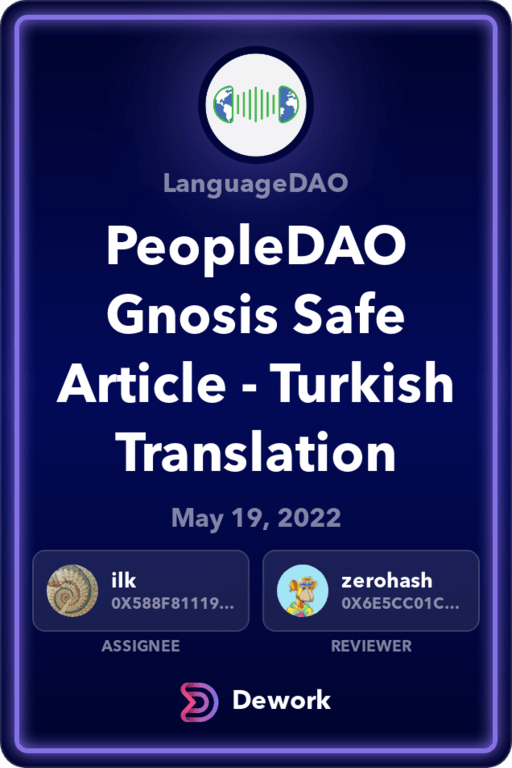 LanguageDAO
PeopleDAO
Gnosis Safe
Article - Turkish
Translation
May 19, 2022
ilk
0X588F81119...
zerohash
0X6E5CC01C...
ASSIGNEE
REVIEWER
Dework